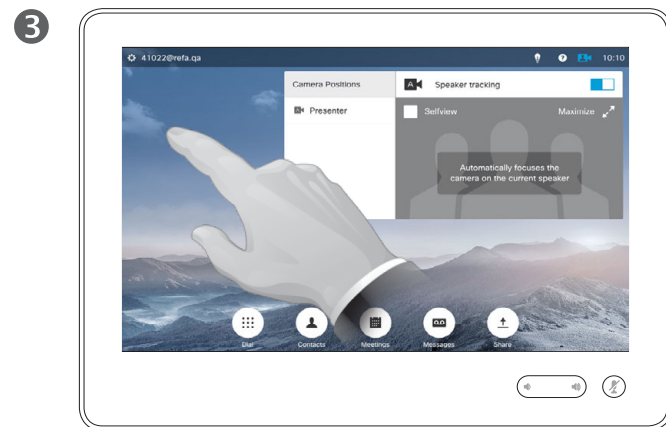 3
41022@refa.qa
10:10
Camera Positions
Speaker tracking
Presenter
Selfview
Maximize
Automatically focuses the
camera on the current speaker
Dial
Contacts
Meetings
Messages
Share